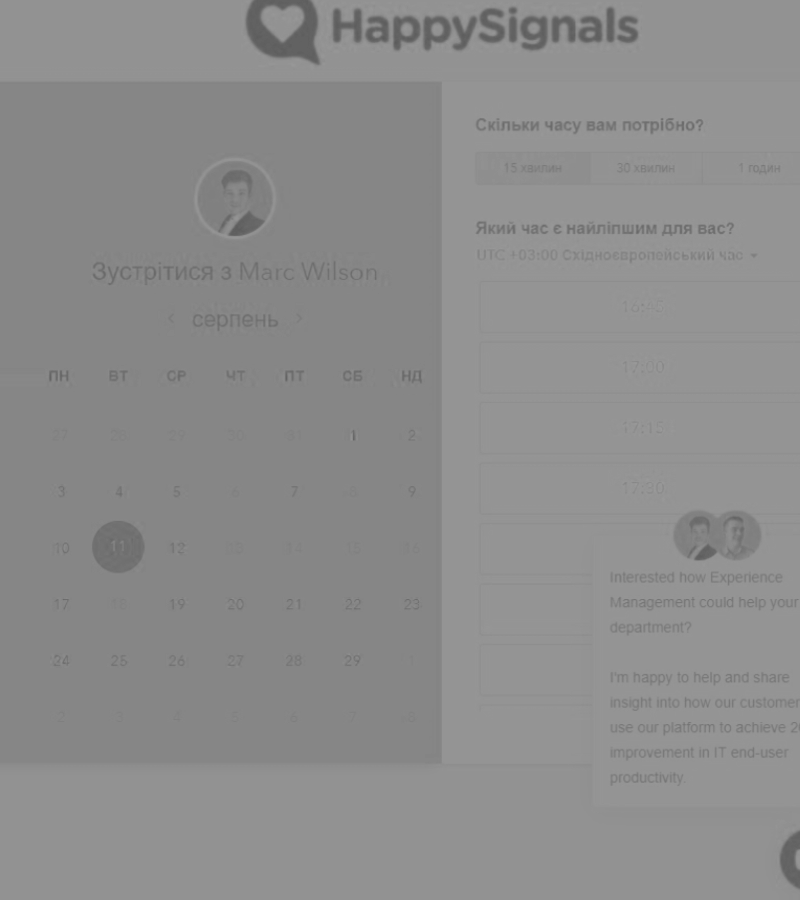 HappySignals
Зустрітися з Marc Wilson
серпень
ПН ВТ СР ЧТ ПТ СБ НД
27 28 29 30 31 1 2
3 4 5 6 7 8 9
10 11 12 13 14 15 16
17 18 19 20 21 22 23
24 25 26 27 28 29 1
2 3 4 5 6 7 8
Скільки часу вам потрібно?
15 хвилин 30 хвилин 1 годин
Який час є найліпшим для вас?
UTC +03:00 Східноєвропейський час
16:45
17:00
17:15
17:30
Interested how Experience
Management could help your
department?
I'm happy to help and share
insight into how our customer
use our platform to achieve 2
improvement in IT end-user
productivity.